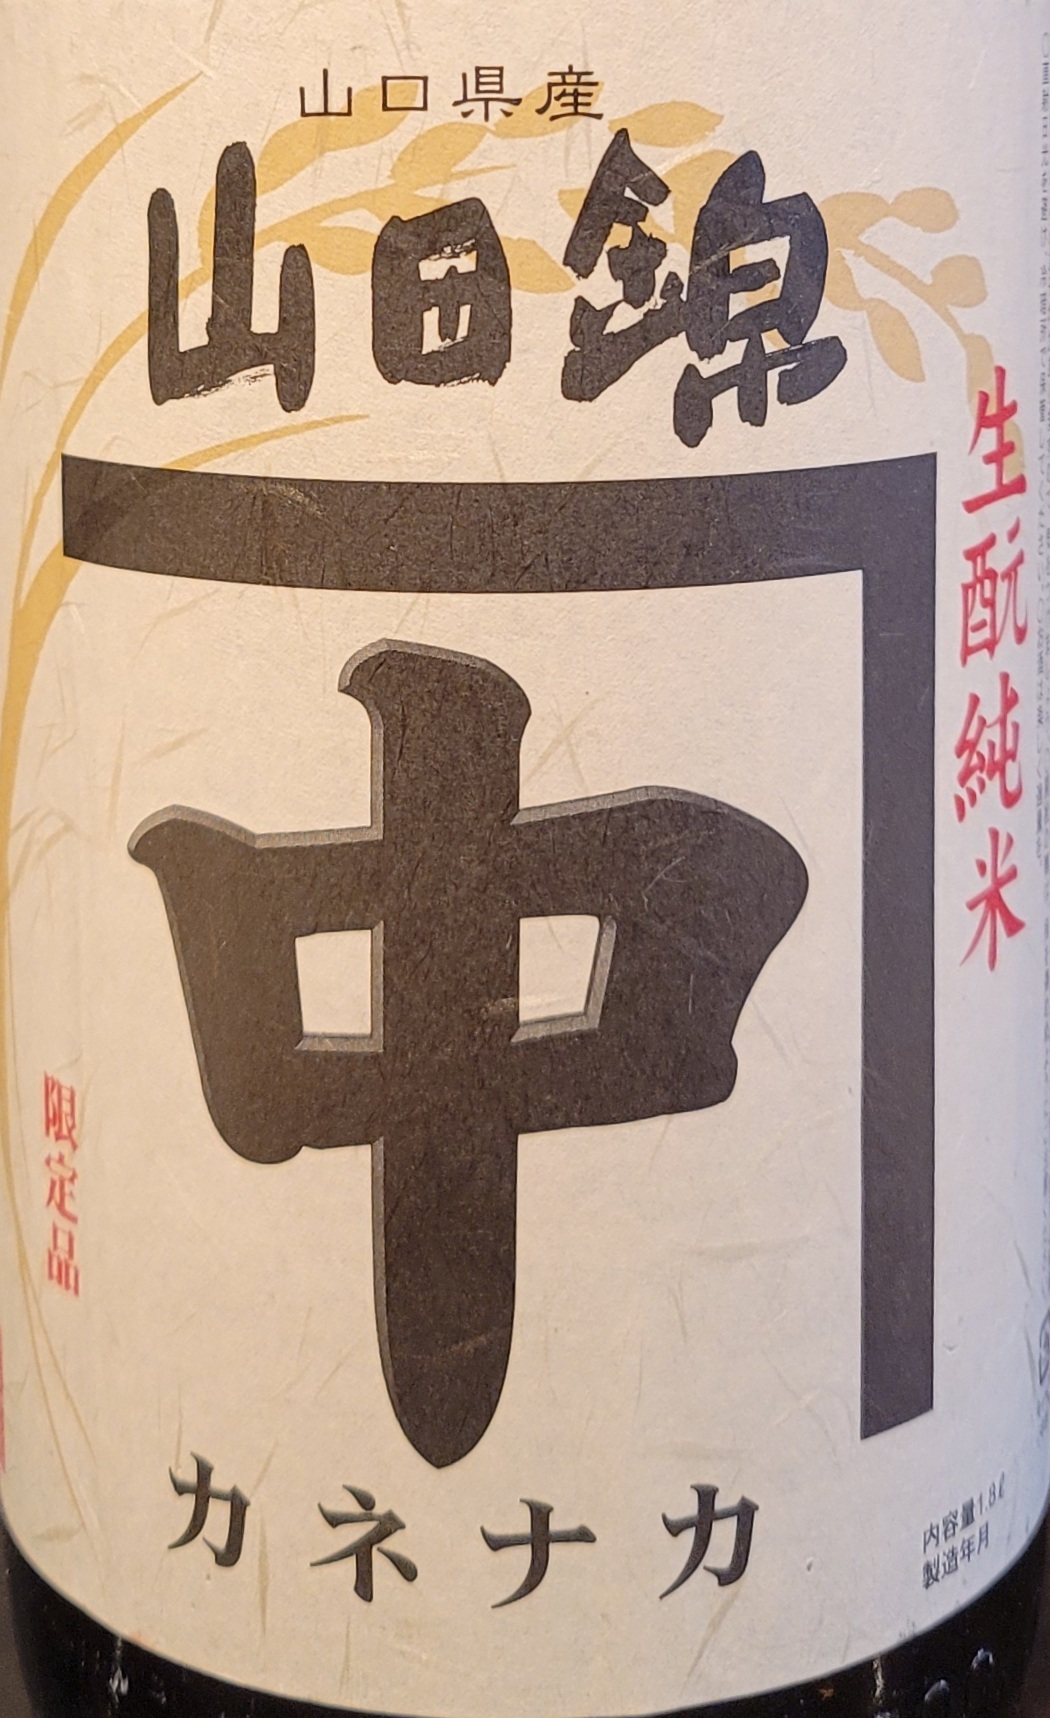 山口県産
山田錦
生酛純米
中
限定品
カネナカ
内容量1.8ℓ
製造年月